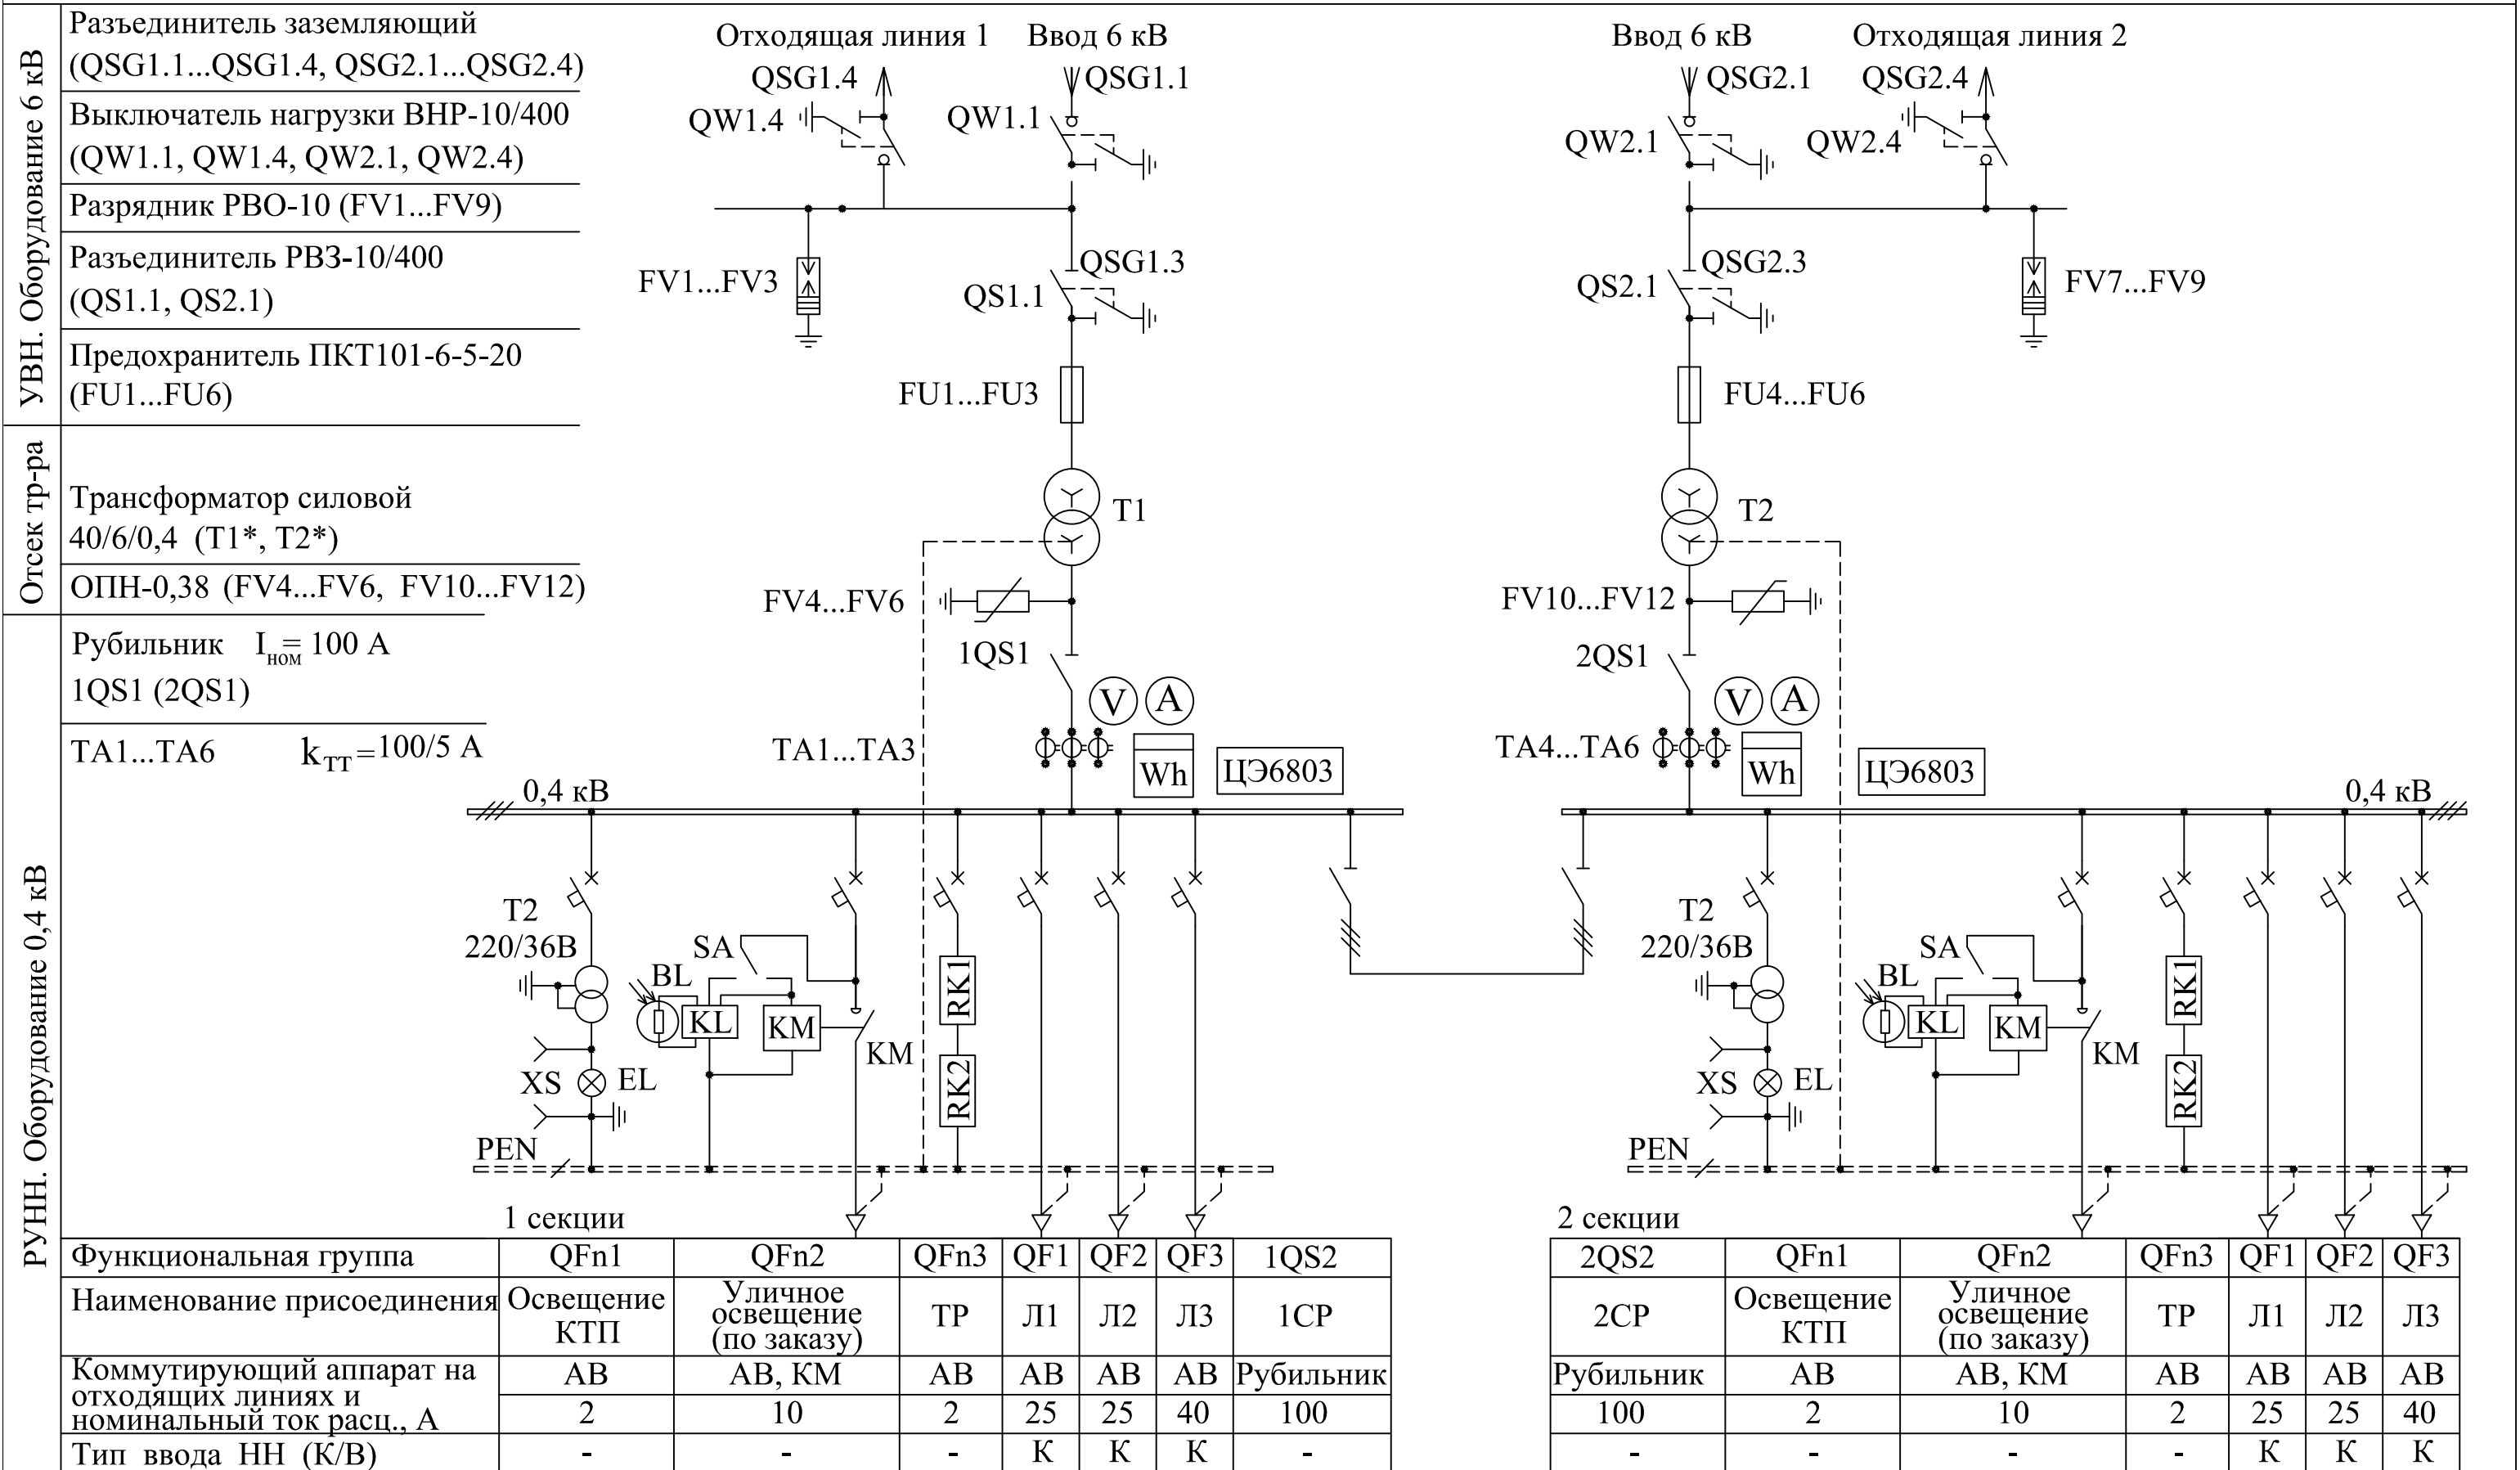 УВН. Оборудование 6 кВ
Разъединитель заземляющий
(QSG1.1...QSG1.4, QSG2.1...QSG2.4)
Выключатель нагрузки ВНР-10/400
(QW1.1, QW1.4, QW2.1, QW2.4)
Разрядник РВО-10 (FV1...FV9)
Разъединитель РВЗ-10/400
(QS1.1, QS2.1)
Предохранитель ПКТ101-6-5-20
(FU1...FU6)
Отсек тр-ра
Трансформатор силовой
40/6/0,4 (Т1*, Т2*)
ОПН-0,38 (FV4...FV6, FV10...FV12)
РУНН. Оборудование 0,4 кВ
Рубильник Iном = 100 А
1QS1 (2QS1)
ТА1...ТА6 kТТ = 100/5 А
Отходящая линия 1 Ввод 6 кВ
QSG1.4 QSG1.1
QW1.4 QW1.1
FV1...FV3
QSG1.3
QS1.1
FU1...FU3
Т1
FV4...FV6
1QS1
V A
ТА1...ТА3
Wh ЦЭ6803
0,4 кВ
Т2
220/36В
SA
BL
KL KM
KM
RK1
RK2
XS EL
PEN
1 секции
Ввод 6 кВ Отходящая линия 2
QSG2.1 QSG2.4
QW2.1 QW2.4
QSG2.3
QS2.1
FV7...FV9
FU4...FU6
Т2
FV10...FV12
2QS1
V A
ТА4...ТА6
Wh ЦЭ6803
0,4 кВ
Т2
220/36В
SA
BL
KL KM
KM
RK1
RK2
XS EL
PEN
2 секции
Функциональная группа QFn1 QFn2 QFn3 QF1 QF2 QF3 1QS2 2QS2 QFn1 QFn2 QFn3 QF1 QF2 QF3
Наименование присоединения Освещение КТП Уличное освещение (по заказу) ТР Л1 Л2 Л3 1СР 2СР Освещение КТП Уличное освещение (по заказу) ТР Л1 Л2 Л3
Коммутирующий аппарат на АВ АВ, КМ АВ АВ АВ АВ Рубильник Рубильник АВ АВ, КМ АВ АВ АВ АВ
отходящих линиях и
номинальный ток расц., А 2 10 2 25 25 40 100 100 2 10 2 25 25 40
Тип ввода НН (К/В) - - - К К К - - - - - К К К